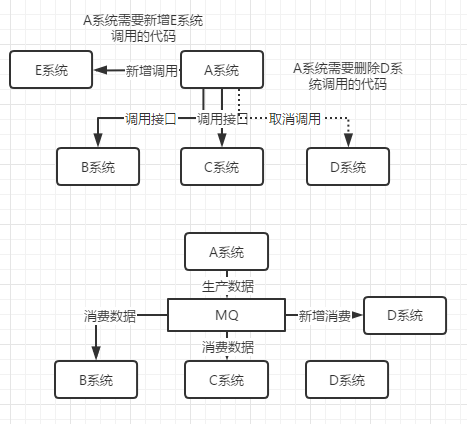 A系统需要新增E系统
调用的代码
E系统
新增调用
A系统
A系统需要删除D系
统调用的代码
调用接口
调用接口
取消调用
B系统
C系统
D系统
A系统
生产数据
消费数据
MQ
新增消费
D系统
消费数据
B系统
C系统
D系统